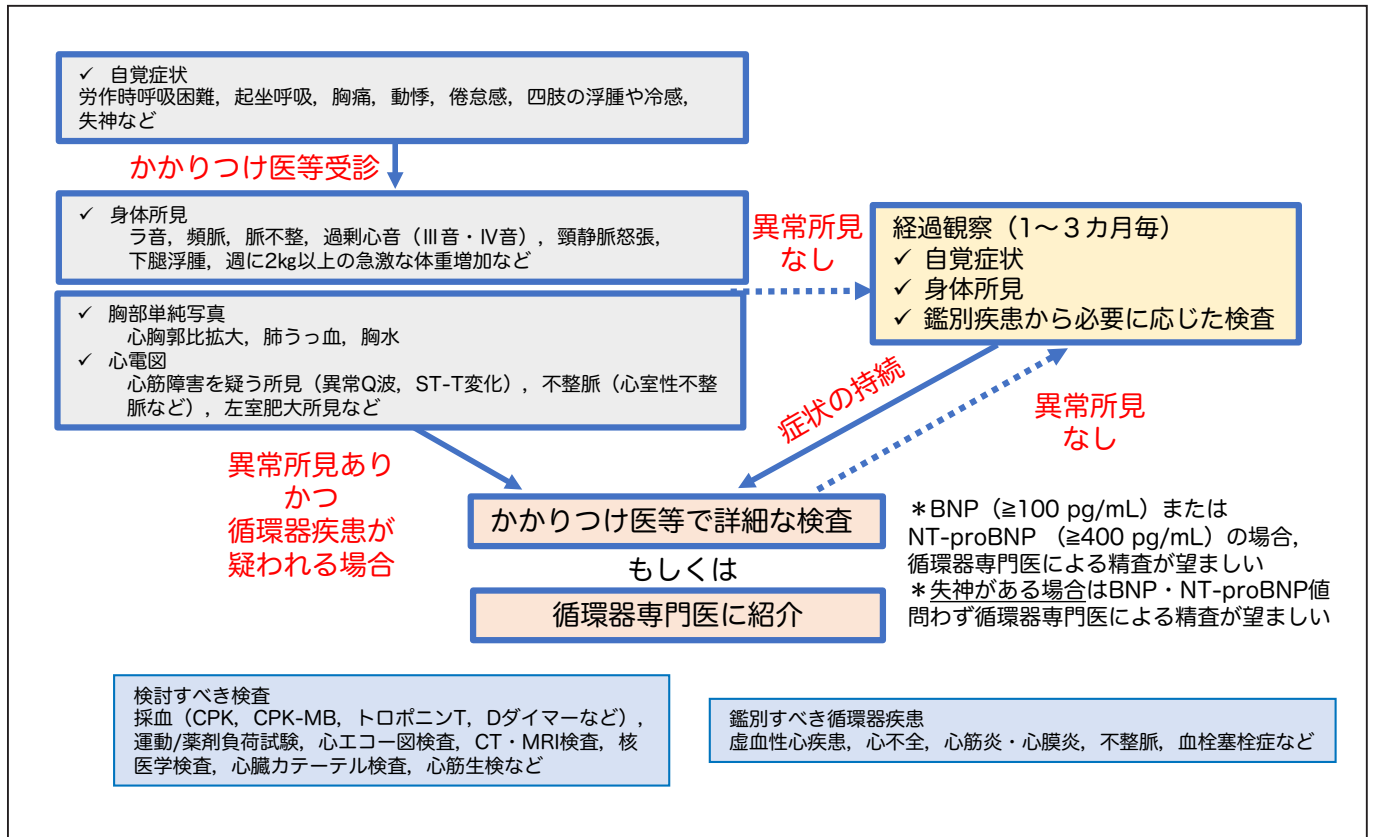 ✓ 自覚症状
労作時呼吸困難，起坐呼吸，胸痛，動悸，倦怠感，四肢の浮腫や冷感，
失神など
かかりつけ医等受診
✓ 身体所見
ラ音，頻脈，脈不整，過剰心音（Ⅲ音・Ⅳ音），頸静脈怒張，
下腿浮腫，週に2kg以上の急激な体重増加など
✓ 胸部単純写真
心胸郭比拡大，肺うっ血，胸水
✓ 心電図
心筋障害を疑う所見（異常Q波，ST-T変化），不整脈（心室性不整
脈など），左室肥大所見など
異常所見
なし
経過観察（1～３カ月毎）
✓ 自覚症状
✓ 身体所見
✓ 鑑別疾患から必要に応じた検査
症状の持続
異常所見
なし
異常所見あり
かつ
循環器疾患が
疑われる場合
かかりつけ医等で詳細な検査
もしくは
循環器専門医に紹介
＊BNP（≧100 pg/mL）または
NT-proBNP （≧400 pg/mL）の場合，
循環器専門医による精査が望ましい
＊失神がある場合はBNP・NT-proBNP値
問わず循環器専門医による精査が望ましい
検討すべき検査
採血（CPK，CPK-MB，トロポニンT，Dダイマーなど），
運動/薬剤負荷試験，心エコー図検査，CT・MRI検査，核
医学検査，心臓カテーテル検査，心筋生検など
鑑別すべき循環器疾患
虚血性心疾患，心不全，心筋炎・心膜炎，不整脈，血栓塞栓症など